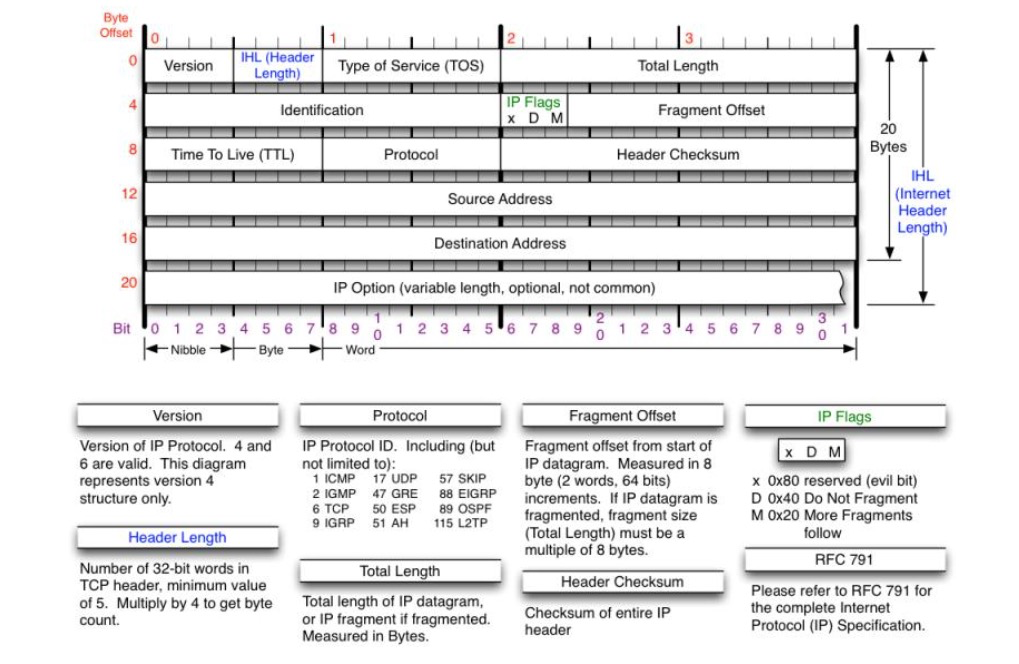 Byte
Offset
0 1 2 3
0 Version IHL (Header Length) Type of Service (TOS) Total Length
4 Identification IP Flags x D M Fragment Offset
8 Time To Live (TTL) Protocol Header Checksum
12 Source Address
16 Destination Address
20 IP Option (variable length, optional, not common)
20
Bytes
IHL
(Internet
Header
Length)
Bit 0 1 2 3 4 5 6 7 8 9 10 1 2 3 4 5 6 7 8 9 20 1 2 3 4 5 6 7 8 9 30 1
Nibble Byte Word
Version
Version of IP Protocol. 4 and
6 are valid. This diagram
represents version 4
structure only.
Header Length
Number of 32-bit words in
TCP header, minimum value
of 5. Multiply by 4 to get byte
count.
Protocol
IP Protocol ID. Including (but
not limited to):
1 ICMP 17 UDP 57 SKIP
2 IGMP 47 GRE 88 EIGRP
6 TCP 50 ESP 89 OSPF
9 IGRP 51 AH 115 L2TP
Total Length
Total length of IP datagram,
or IP fragment if fragmented.
Measured in Bytes.
Fragment Offset
Fragment offset from start of
IP datagram. Measured in 8
byte (2 words, 64 bits)
increments. If IP datagram is
fragmented, fragment size
(Total Length) must be a
multiple of 8 bytes.
Header Checksum
Checksum of entire IP
header
IP Flags
x D M
x 0x80 reserved (evil bit)
D 0x40 Do Not Fragment
M 0x20 More Fragments
follow
RFC 791
Please refer to RFC 791 for
the complete Internet
Protocol (IP) Specification.